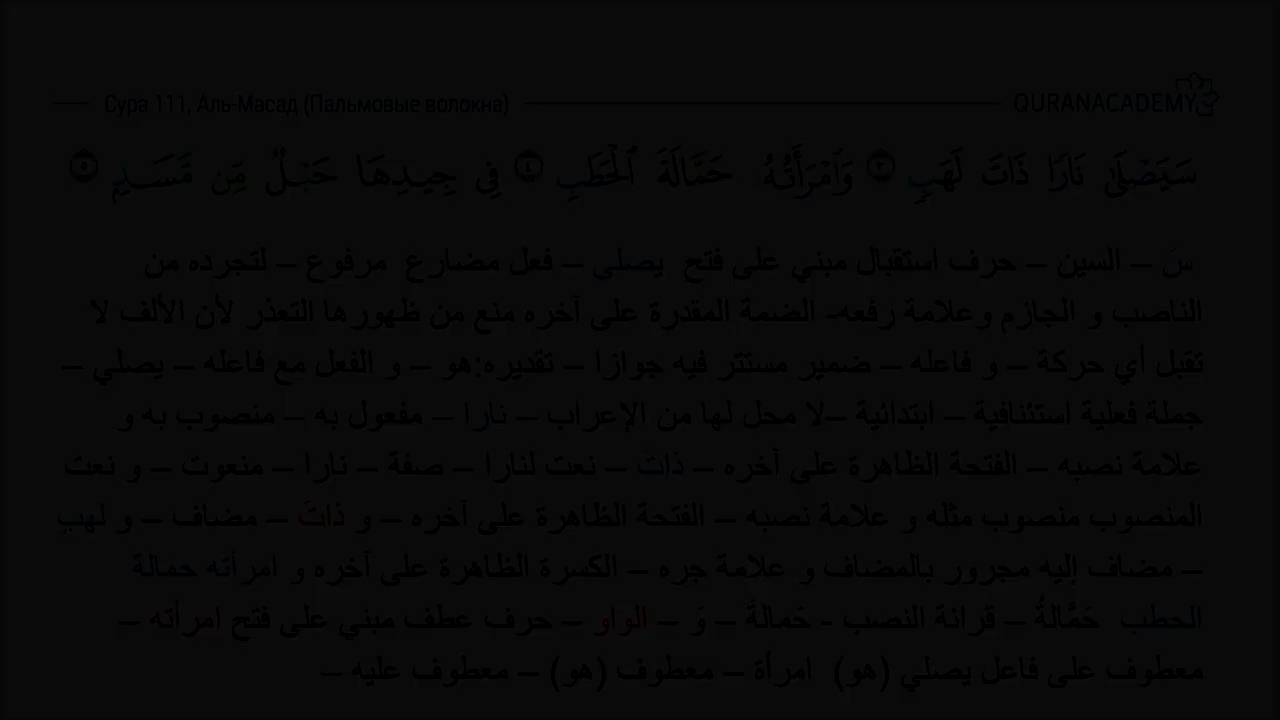 Сура 111, Аль-Масад (Пальмовые волокна)
QURANACADEMY
سَيَصْلَىٰ نَارًا ذَاتَ لَهَبٍ ٣ وَامْرَأَتُهُ حَمَّالَةَ الْحَطَبِ ٤ فِي جِيدِهَا حَبْلٌ مِّن مَّسَدٍ ٥
سَ – السين – حرف استقبال مبني على فتح يصلى – فعل مضارع مرفوع – لتجرده من
الناصب و الجازم وعلامة رفعه- الضمة المقدرة على آخره منع من ظهورها التعذر لأن الألف لا
تقبل أي حركة – و فاعله – ضمير مستتر فيه جوازا – تقديره:هو – و الفعل مع فاعله – يصلي –
جملة فعلية استئنافية – ابتدائية –لا محل لها من الإعراب – نارا – مفعول به – منصوب به و
علامة نصبه – الفتحة الظاهرة على آخره – ذاتَ – نعت لنارا – صفة – نارا – منعوت – و نعت
المنصوب منصوب مثله و علامة نصبه – الفتحة الظاهرة على آخره – و ذاتَ – مضاف – و لهبٍ
– مضاف إليه مجرور بالمضاف و علامة جره – الكسرة الظاهرة على آخره و امرأته حمالة
الحطب حَمَّالةُ – قرانة النصب - حَمالةَ – وَ – الواو – حرف عطف مبني على فتح امرأته –
معطوف على فاعل يصلي (هو) امرأة – معطوف (هو) – معطوف عليه –